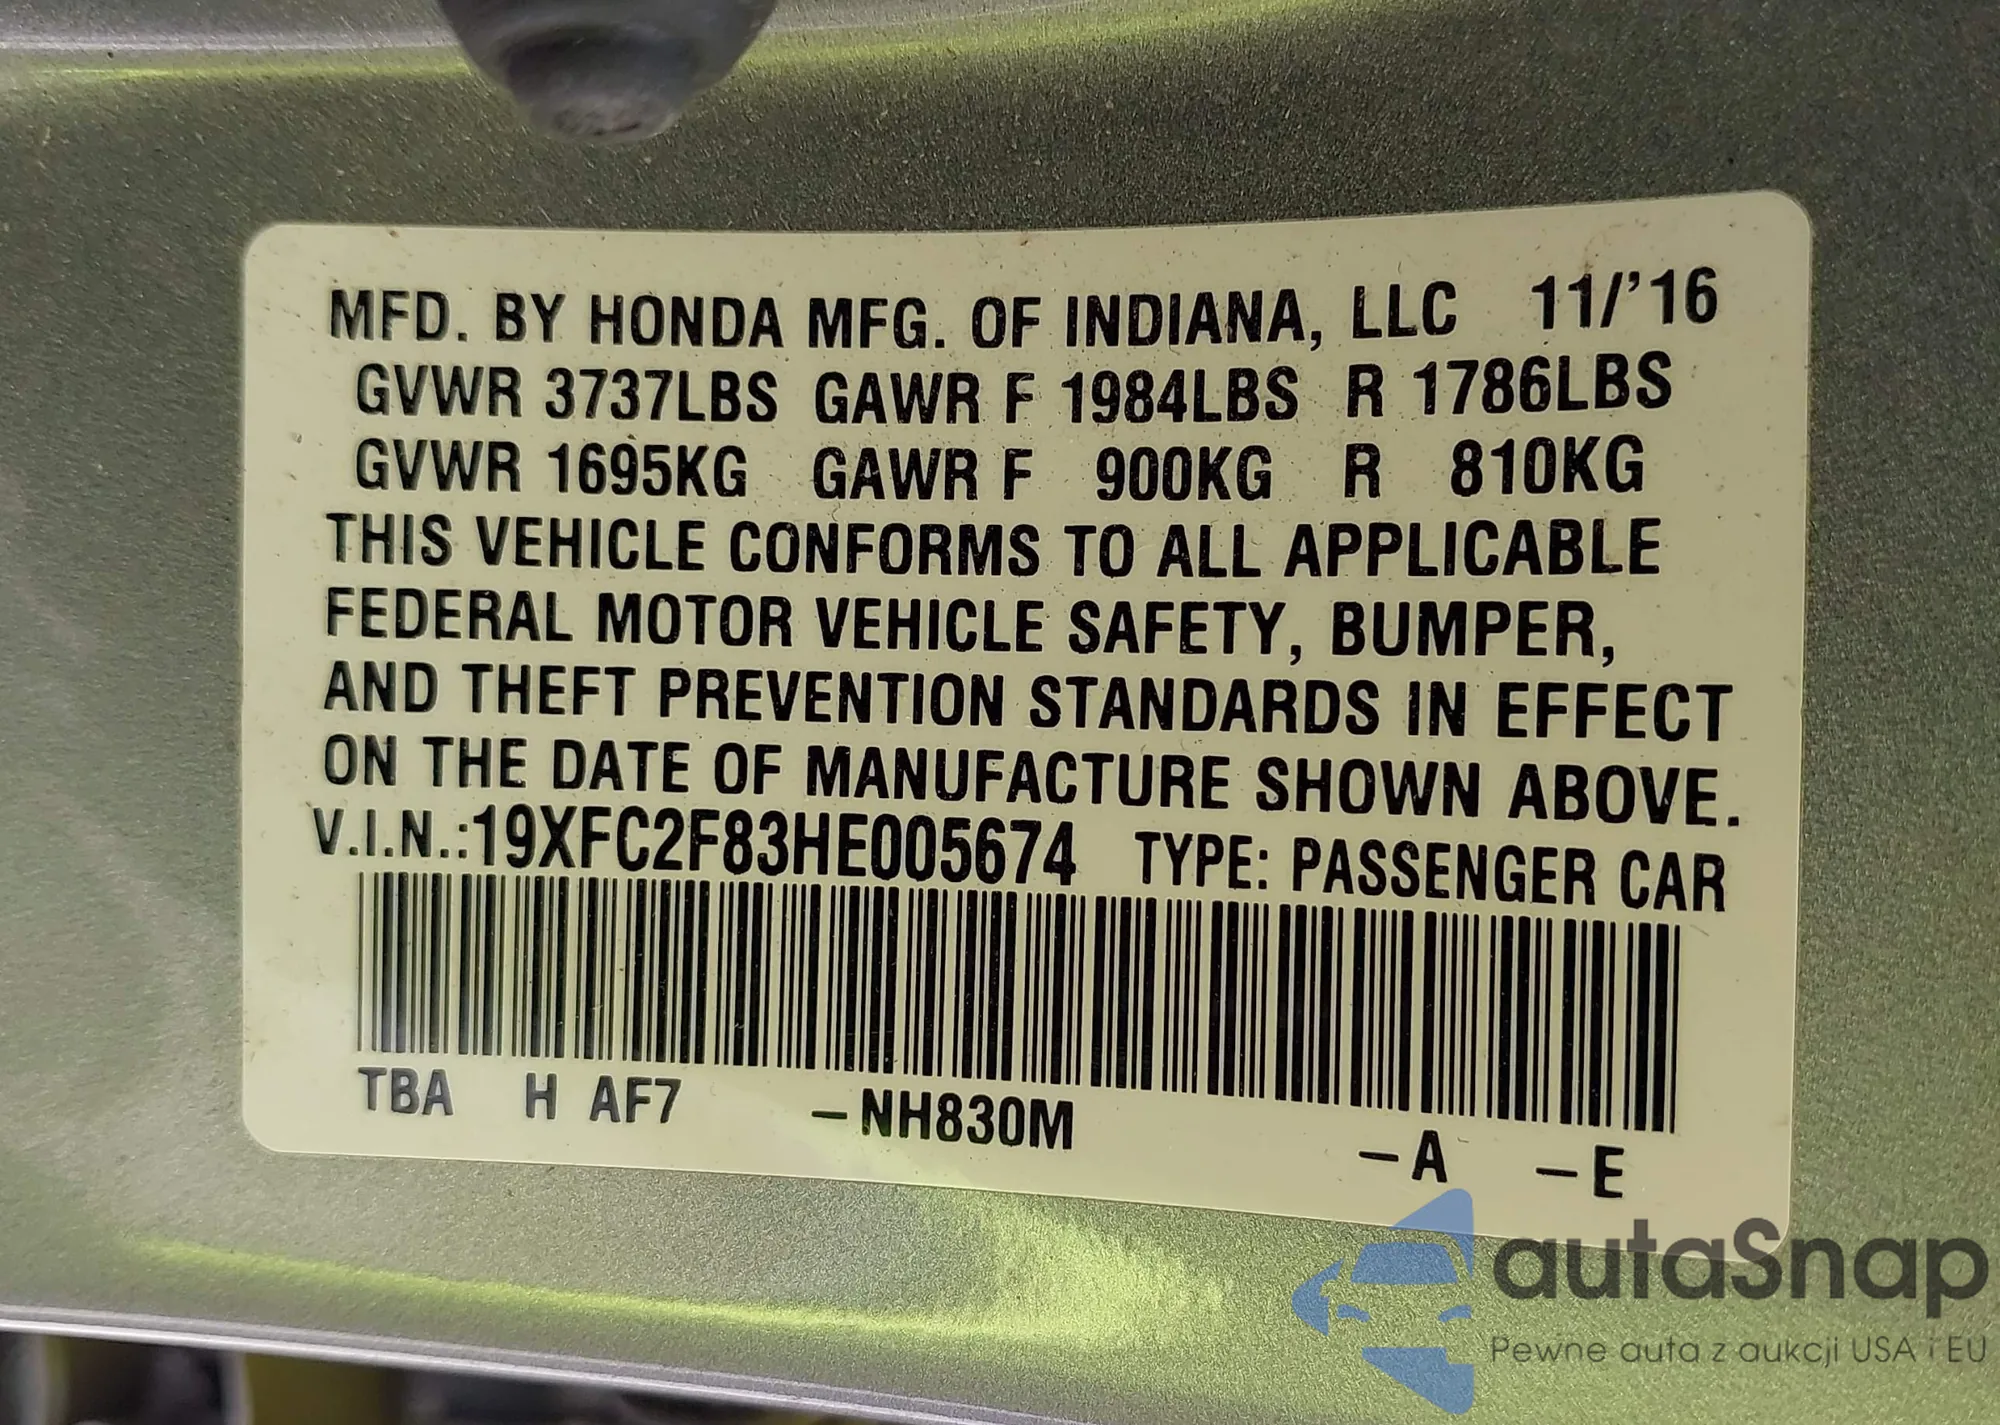 MFD. BY HONDA MFG. OF INDIANA, LLC 11/'16
GVWR 3737LBS GAWR F 1984LBS R 1786LBS
GVWR 1695KG GAWR F 900KG R 810KG
THIS VEHICLE CONFORMS TO ALL APPLICABLE
FEDERAL MOTOR VEHICLE SAFETY, BUMPER,
AND THEFT PREVENTION STANDARDS IN EFFECT
ON THE DATE OF MANUFACTURE SHOWN ABOVE.
V.I.N.:19XFC2F83HE005674 TYPE: PASSENGER CAR
TBA H AF7 –NH830M –A –E
autaSnap
Pewne auta z aukcji USA i EU